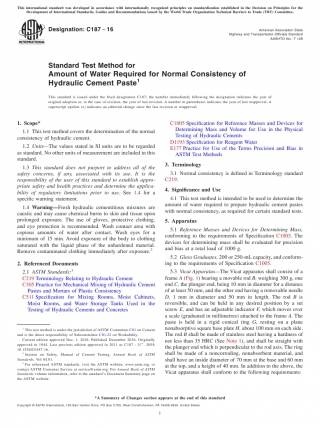 This international standard was developed in accordance with internationally recognized principles on standardization established in the Decision on Principles for the
Development of International Standards, Guides and Recommendations issued by the World Trade Organization Technical Barriers to Trade (TBT) Committee.
Designation: C187 − 16
American Association State
Highway and Transportation Officials Standard
AASHTO No.: T 129
Standard Test Method for
Amount of Water Required for Normal Consistency of
Hydraulic Cement Paste1
This standard is issued under the fixed designation C187; the number immediately following the designation indicates the year of
original adoption or, in the case of revision, the year of last revision. A number in parentheses indicates the year of last reapproval. A
superscript epsilon (ε) indicates an editorial change since the last revision or reapproval.
1. Scope*
1.1 This test method covers the determination of the normal
consistency of hydraulic cement.
1.2 Units—The values stated in SI units are to be regarded
as standard. No other units of measurement are included in this
standard.
1.3 This standard does not purport to address all of the
safety concerns, if any, associated with its use. It is the
responsibility of the user of this standard to establish appro-
priate safety and health practices and determine the applica-
bility of regulatory limitations prior to use. See 1.4 for a
specific warning statement.
1.4 Warning—Fresh hydraulic cementitious mixtures are
caustic and may cause chemical burns to skin and tissue upon
prolonged exposure. The use of gloves, protective clothing,
and eye protection is recommended. Wash contact area with
copious amounts of water after contact. Wash eyes for a
minimum of 15 min. Avoid exposure of the body to clothing
saturated with the liquid phase of the unhardened material.
Remove contaminated clothing immediately after exposure.2
2. Referenced Documents
2.1 ASTM Standards:3
C219 Terminology Relating to Hydraulic Cement
C305 Practice for Mechanical Mixing of Hydraulic Cement
Pastes and Mortars of Plastic Consistency
C511 Specification for Mixing Rooms, Moist Cabinets,
Moist Rooms, and Water Storage Tanks Used in the
Testing of Hydraulic Cements and Concretes
1 This test method is under the jurisdiction of ASTM Committee C01 on Cement
and is the direct responsibility of Subcommittee C01.22 on Workability.
Current edition approved Dec. 1, 2016. Published December 2016. Originally
approved in 1944. Last previous edition approved in 2011 as C187 – 11
2 Section on Safety, Manual of Cement Testing, Annual Book of ASTM
Standards, Vol 04.01.
3 For referenced ASTM standards, visit the ASTM website, www.astm.org, or
contact ASTM Customer Service at service@astm.org. For Annual Book of ASTM
Standards volume information, refer to the standard's Document Summary page on
the ASTM website.
C1005 Specification for Reference Masses and Devices for
Determining Mass and Volume for Use in the Physical
Testing of Hydraulic Cements
D1193 Specification for Reagent Water
E177 Practice for Use of the Terms Precision and Bias in
ASTM Test Methods
3. Terminology
3.1 Normal consistency is defined in Terminology standard
C219.
4. Significance and Use
4.1 This test method is intended to be used to determine the
amount of water required to prepare hydraulic cement pastes
with normal consistency, as required for certain standard tests.
5. Apparatus
5.1 Reference Masses and Devices for Determining Mass,
conforming to the requirements of Specification C1005. The
devices for determining mass shall be evaluated for precision
and bias at a total load of 1000 g.
5.2 Glass Graduates, 200 or 250-mL capacity, and conform-
ing to the requirements of Specification C1005.
5.3 Vicat Apparatus—The Vicat apparatus shall consist of a
frame A (Fig. 1) bearing a movable rod B, weighing 300 g, one
end C, the plunger end, being 10 mm in diameter for a distance
of at least 50 mm, and the other end having a removable needle
D, 1 mm in diameter and 50 mm in length. The rod B is
reversible, and can be held in any desired position by a set
screw E, and has an adjustable indicator F, which moves over
a scale (graduated in millimetres) attached to the frame A. The
paste is held in a rigid conical ring G, resting on a plane
nonabsorptive square base plate H, about 100 mm on each side.
The rod B shall be made of stainless steel having a hardness of
not less than 35 HRC (See Note 1), and shall be straight with
the plunger end which is perpendicular to the rod axis. The ring
shall be made of a noncorroding, nonabsorbent material, and
shall have an inside diameter of 70 mm at the base and 60 mm
at the top, and a height of 40 mm. In addition to the above, the
Vicat apparatus shall conform to the following requirements:
*A Summary of Changes section appears at the end of this standard
Copyright © ASTM International, 100 Barr Harbor Drive, PO Box C700, West Conshohocken, PA 19428-2959. United States
1